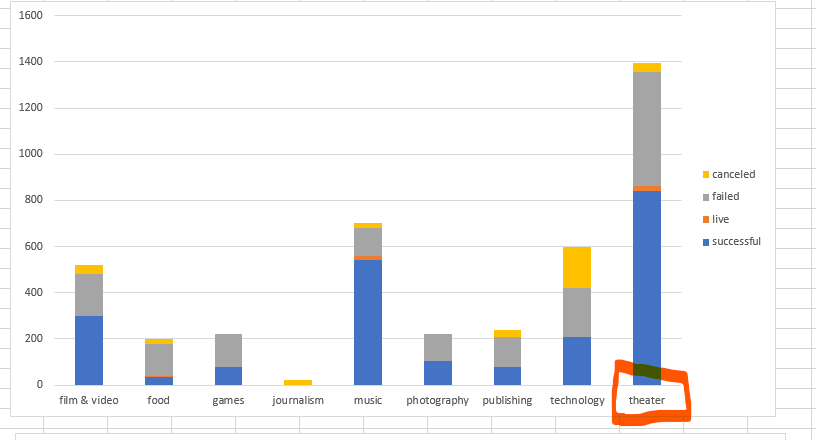 1600
1400
1200
1000
800
600
400
200
0
canceled
failed
live
successful
film & video food games journalism music photography publishing technology theater